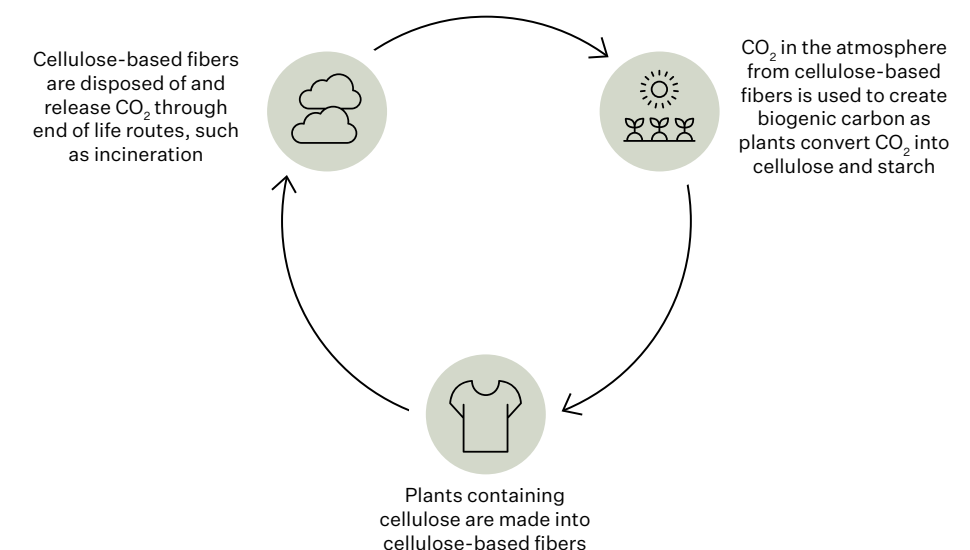 Cellulose-based fibers
are disposed of and
release CO₂ through
end of life routes, such
as incineration
CO₂ in the atmosphere
from cellulose-based
fibers is used to create
biogenic carbon as
plants convert CO₂ into
cellulose and starch
Plants containing
cellulose are made into
cellulose-based fibers